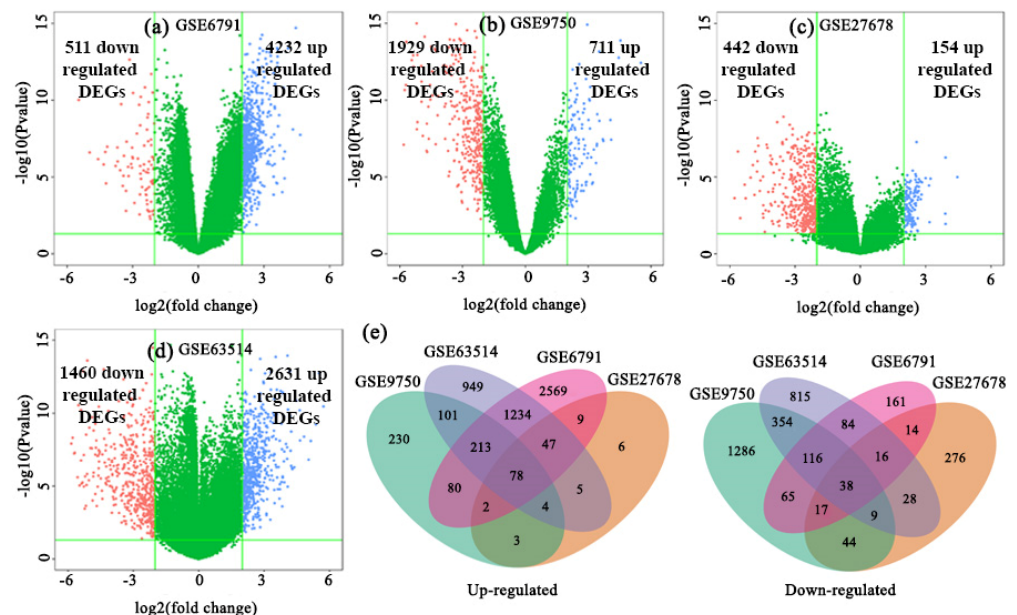 (a) GSE6791
511 down
regulated
DEGs
4232 up
regulated
DEGs
15
10
5
0
-log10(Pvalue)
-6 -3 0 3 6
log2(fold change)
(b) GSE9750
1929 down
regulated
DEGs
711 up
regulated
DEGs
15
10
5
0
-log10(Pvalue)
-6 -3 0 3 6
log2(fold change)
(c) GSE27678
442 down
regulated
DEGs
154 up
regulated
DEGs
15
10
5
0
-log10(Pvalue)
-6 -3 0 3 6
log2(fold change)
(d) GSE63514
1460 down
regulated
DEGs
2631 up
regulated
DEGs
15
10
5
0
-log10(Pvalue)
-6 -3 0 3 6
log2(fold change)
(e)
GSE63514 GSE6791
GSE9750 GSE27678
949 2569
101 1234 9
230 213 47 6
80 78 5
2 4
3
Up-regulated
GSE63514 GSE6791
GSE9750 GSE27678
815 161
354 84 14
1286 116 16 276
65 38 28
17 9
44
Down-regulated